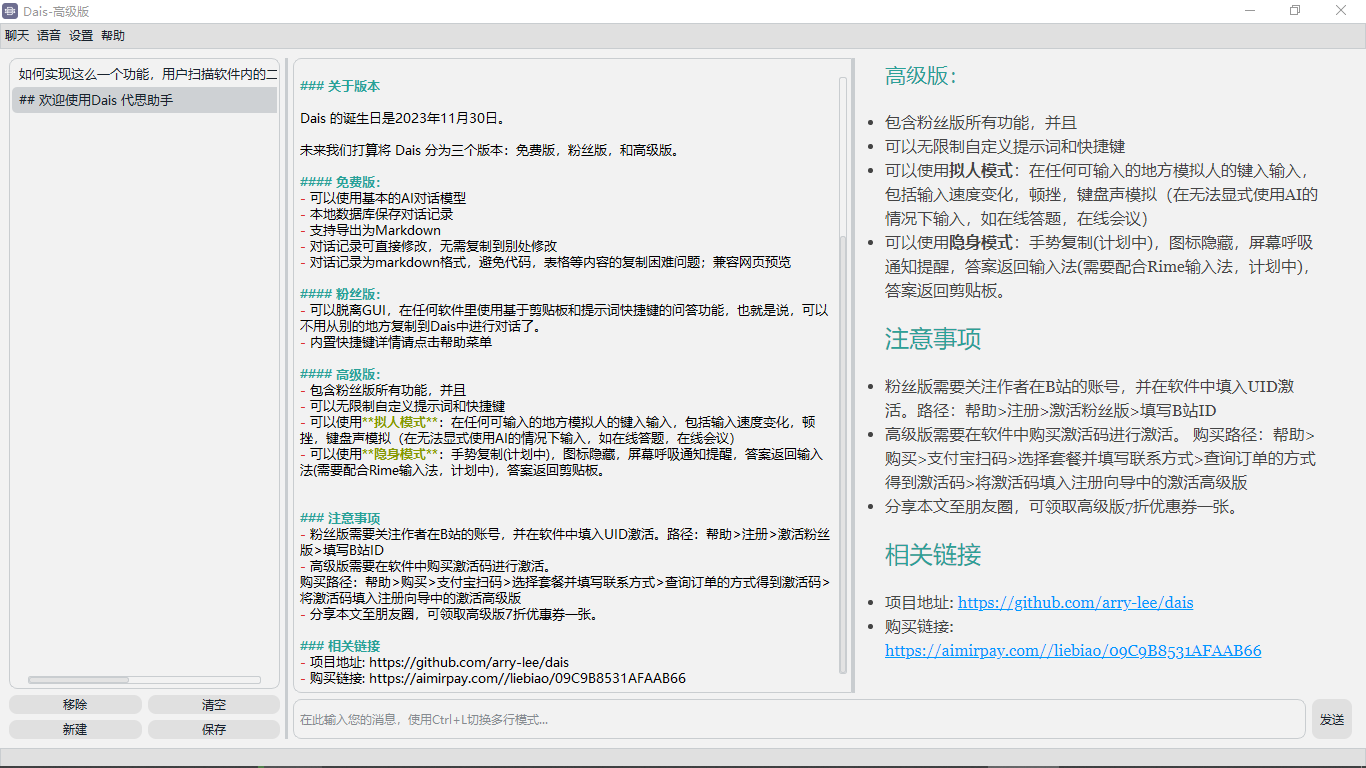 Dais-高级版
聊天 语音 设置 帮助
如何实现这么一个功能，用户扫描软件内的二
## 欢迎使用Dais 代思助手
移除
清空
新建
保存
### 关于版本
Dais 的诞生日是2023年11月30日。
未来我们打算将 Dais 分为三个版本：免费版，粉丝版，和高级版。
#### 免费版：
- 可以使用基本的AI对话模型
- 本地数据库保存对话记录
- 支持导出为Markdown
- 对话记录可直接修改，无需复制到别处修改
- 对话记录为markdown格式，避免代码，表格等内容的复制困难问题；兼容网页预览
#### 粉丝版：
- 可以脱离GUI，在任何软件里使用基于剪贴板和提示词快捷键的问答功能，也就是说，可以
不用从别的地方复制到Dais中进行对话了。
- 内置快捷键详情请点击帮助菜单
#### 高级版：
- 包含粉丝版所有功能，并且
- 可以无限制自定义提示词和快捷键
- 可以使用**拟人模式**：在任何可输入的地方模拟人的键入输入，包括输入速度变化，顿
挫，键盘声模拟（在无法显式使用AI的情况下输入，如在线答题，在线会议）
- 可以使用**隐身模式**：手势复制(计划中)，图标隐藏，屏幕呼吸通知提醒，答案返回输入
法(需要配合Rime输入法，计划中)，答案返回剪贴板。
### 注意事项
- 粉丝版需要关注作者在B站的账号，并在软件中填入UID激活。路径：帮助>注册>激活粉丝
版>填写B站ID
- 高级版需要在软件中购买激活码进行激活。
购买路径：帮助>购买>支付宝扫码>选择套餐并填写联系方式>查询订单的方式得到激活码>
将激活码填入注册向导中的激活高级版
- 分享本文至朋友圈，可领取高级版7折优惠券一张。
### 相关链接
- 项目地址: https://github.com/arry-lee/dais
- 购买链接: https://aimirpay.com//liebiao/09C9B8531AFAAB66
高级版：
包含粉丝版所有功能，并且
可以无限制自定义提示词和快捷键
可以使用拟人模式：在任何可输入的地方模拟人的键入输入，
包括输入速度变化，顿挫，键盘声模拟（在无法显式使用AI的
情况下输入，如在线答题，在线会议）
可以使用隐身模式：手势复制(计划中)，图标隐藏，屏幕呼吸
通知提醒，答案返回输入法(需要配合Rime输入法，计划中)，
答案返回剪贴板。
注意事项
粉丝版需要关注作者在B站的账号，并在软件中填入UID激
活。路径：帮助>注册>激活粉丝版>填写B站ID
高级版需要在软件中购买激活码进行激活。 购买路径：帮助>
购买>支付宝扫码>选择套餐并填写联系方式>查询订单的方式
得到激活码>将激活码填入注册向导中的激活高级版
分享本文至朋友圈，可领取高级版7折优惠券一张。
相关链接
项目地址: https://github.com/arry-lee/dais
购买链接:
https://aimirpay.com//liebiao/09C9B8531AFAAB66
在此输入您的消息，使用Ctrl+L切换多行模式...
发送